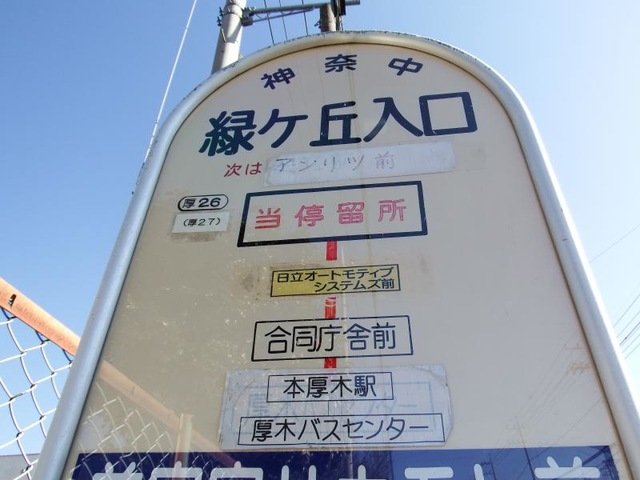 神奈中
緑ケ丘入口
次は アンリツ前
厚26
(厚27)
当停留所
日立オートモティブ
システムズ前
合同庁舎前
本厚木駅
厚木バスセンター